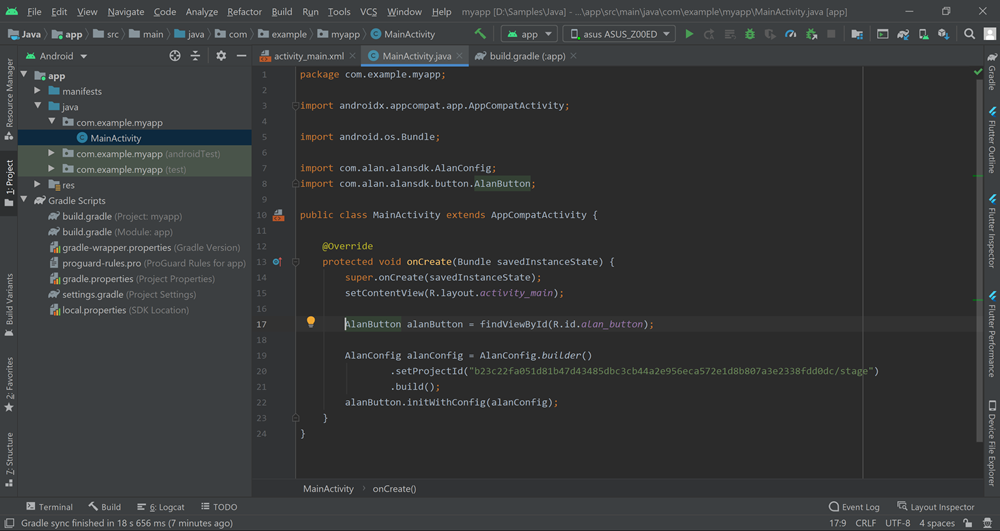 File Edit View Navigate Code Analyze Refactor Build Run Tools VCS Window Help myapp [D:\Samples\Java] - ...\app\src\main\java\com\example\myapp\MainActivity.java [app]
Java app src main java com example myapp MainActivity app asus ASUS_Z00ED
Android activity_main.xml MainActivity.java build.gradle (:app)
Resource Manager
1: Project
Build Variants
2: Favorites
7: Structure
app
manifests
java
com.example.myapp
MainActivity
com.example.myapp (androidTest)
com.example.myapp (test)
res
Gradle Scripts
build.gradle (Project: myapp)
build.gradle (Module: app)
gradle-wrapper.properties (Gradle Version)
proguard-rules.pro (ProGuard Rules for app)
gradle.properties (Project Properties)
settings.gradle (Project Settings)
local.properties (SDK Location)
1 package com.example.myapp;
2
3 import androidx.appcompat.app.AppCompatActivity;
4
5 import android.os.Bundle;
6
7 import com.alan.alansdk.AlanConfig;
8 import com.alan.alansdk.button.AlanButton;
9
10 public class MainActivity extends AppCompatActivity {
11
12 @Override
13 protected void onCreate(Bundle savedInstanceState) {
14 super.onCreate(savedInstanceState);
15 setContentView(R.layout.activity_main);
16
17 AlanButton alanButton = findViewById(R.id.alan_button);
18
19 AlanConfig alanConfig = AlanConfig.builder()
20 .setProjectId("b23c22fa051d81b47d43485dbc3cb44a2e956eca572e1d8b807a3e2338fdd0dc/stage")
21 .build();
22 alanButton.initWithConfig(alanConfig);
23 }
24 }
Gradle
Flutter Outline
Flutter Inspector
Flutter Performance
Device File Explorer
MainActivity onCreate()
Terminal Build 6: Logcat TODO Event Log Layout Inspector
Gradle sync finished in 18 s 656 ms (7 minutes ago) 17:9 CRLF UTF-8 4 spaces